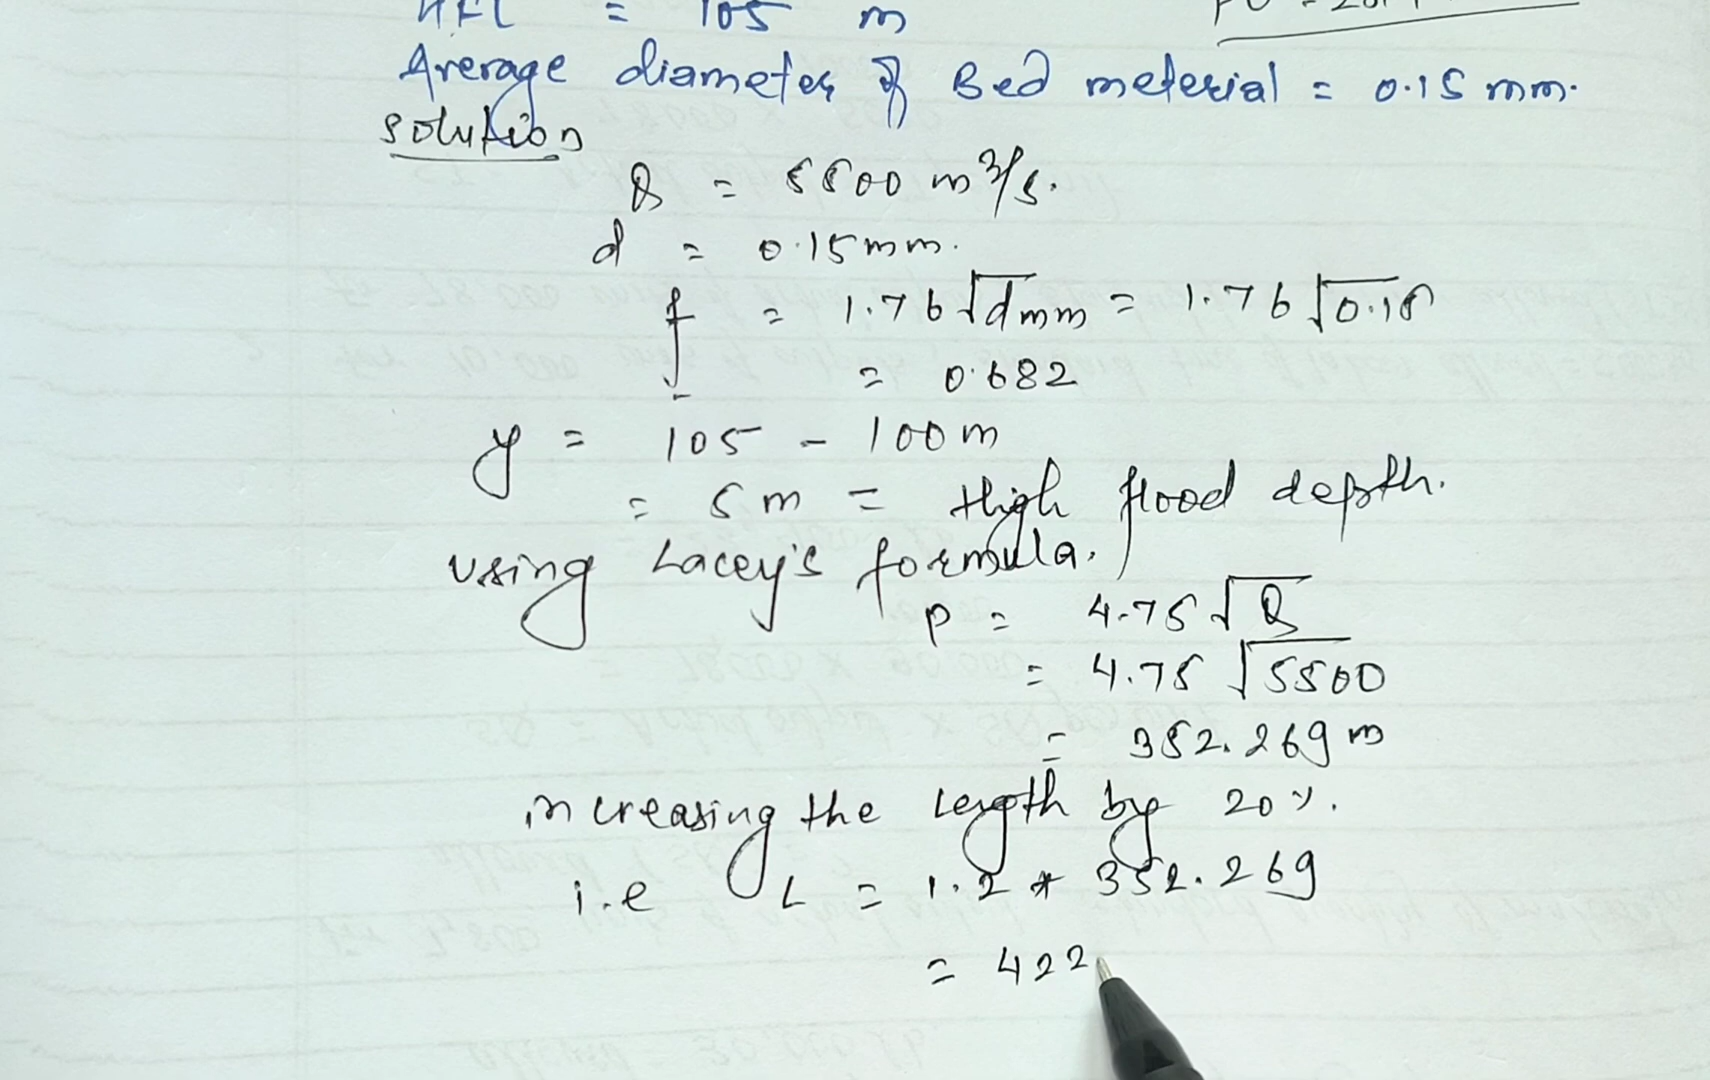 HFL = 105 m
Average diameter of Bed meterial = 0.15 mm.
solution
Q = 5500 m³/s.
d = 0.15mm.
f = 1.76√dmm = 1.76√0.15
= 0.682
y = 105 - 100m
= 5m = High flood depth.
using Lacey's formula.
P = 4.75√Q
= 4.75√5500
= 352.269 m
increasing the length by 20%.
i.e L = 1.2 * 352.269
= 422